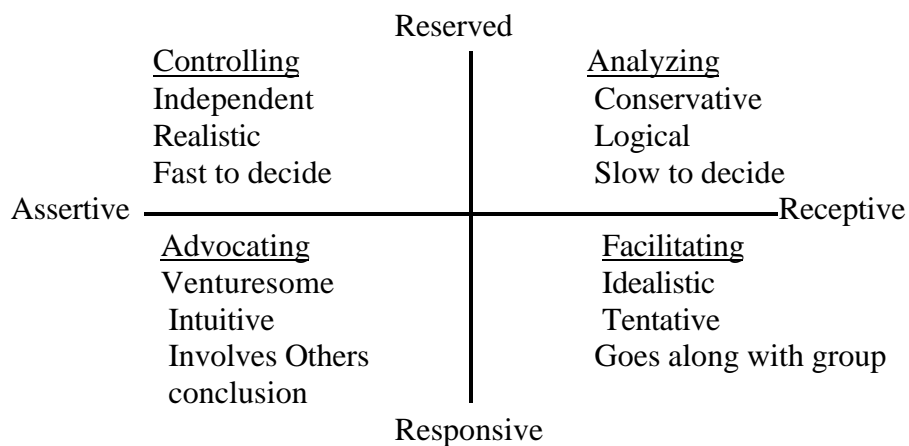 Reserved
Controlling
Independent
Realistic
Fast to decide
Analyzing
Conservative
Logical
Slow to decide
Assertive
Receptive
Advocating
Venturesome
Intuitive
Involves Others
conclusion
Facilitating
Idealistic
Tentative
Goes along with group
Responsive